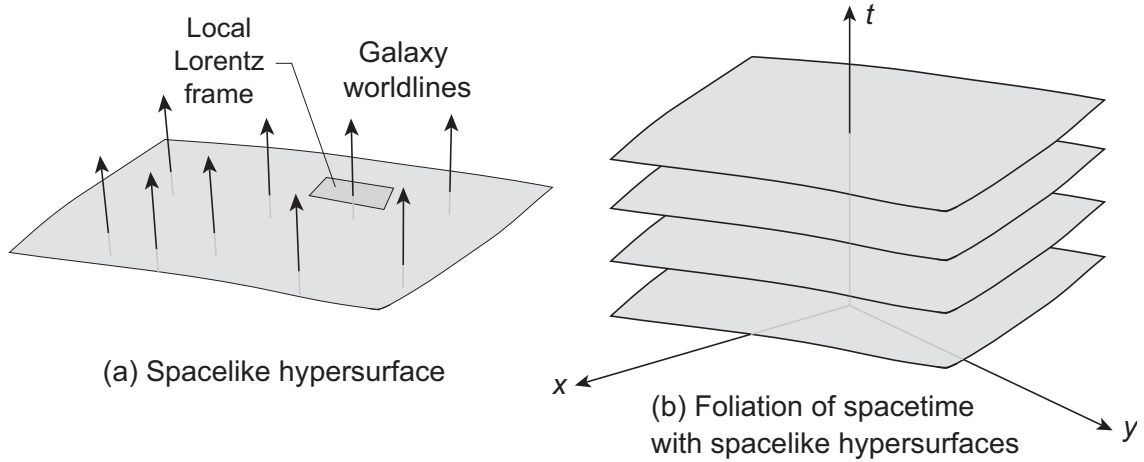 Local
Lorentz
frame
Galaxy
worldlines
(a) Spacelike hypersurface
t
x
y
(b) Foliation of spacetime
with spacelike hypersurfaces